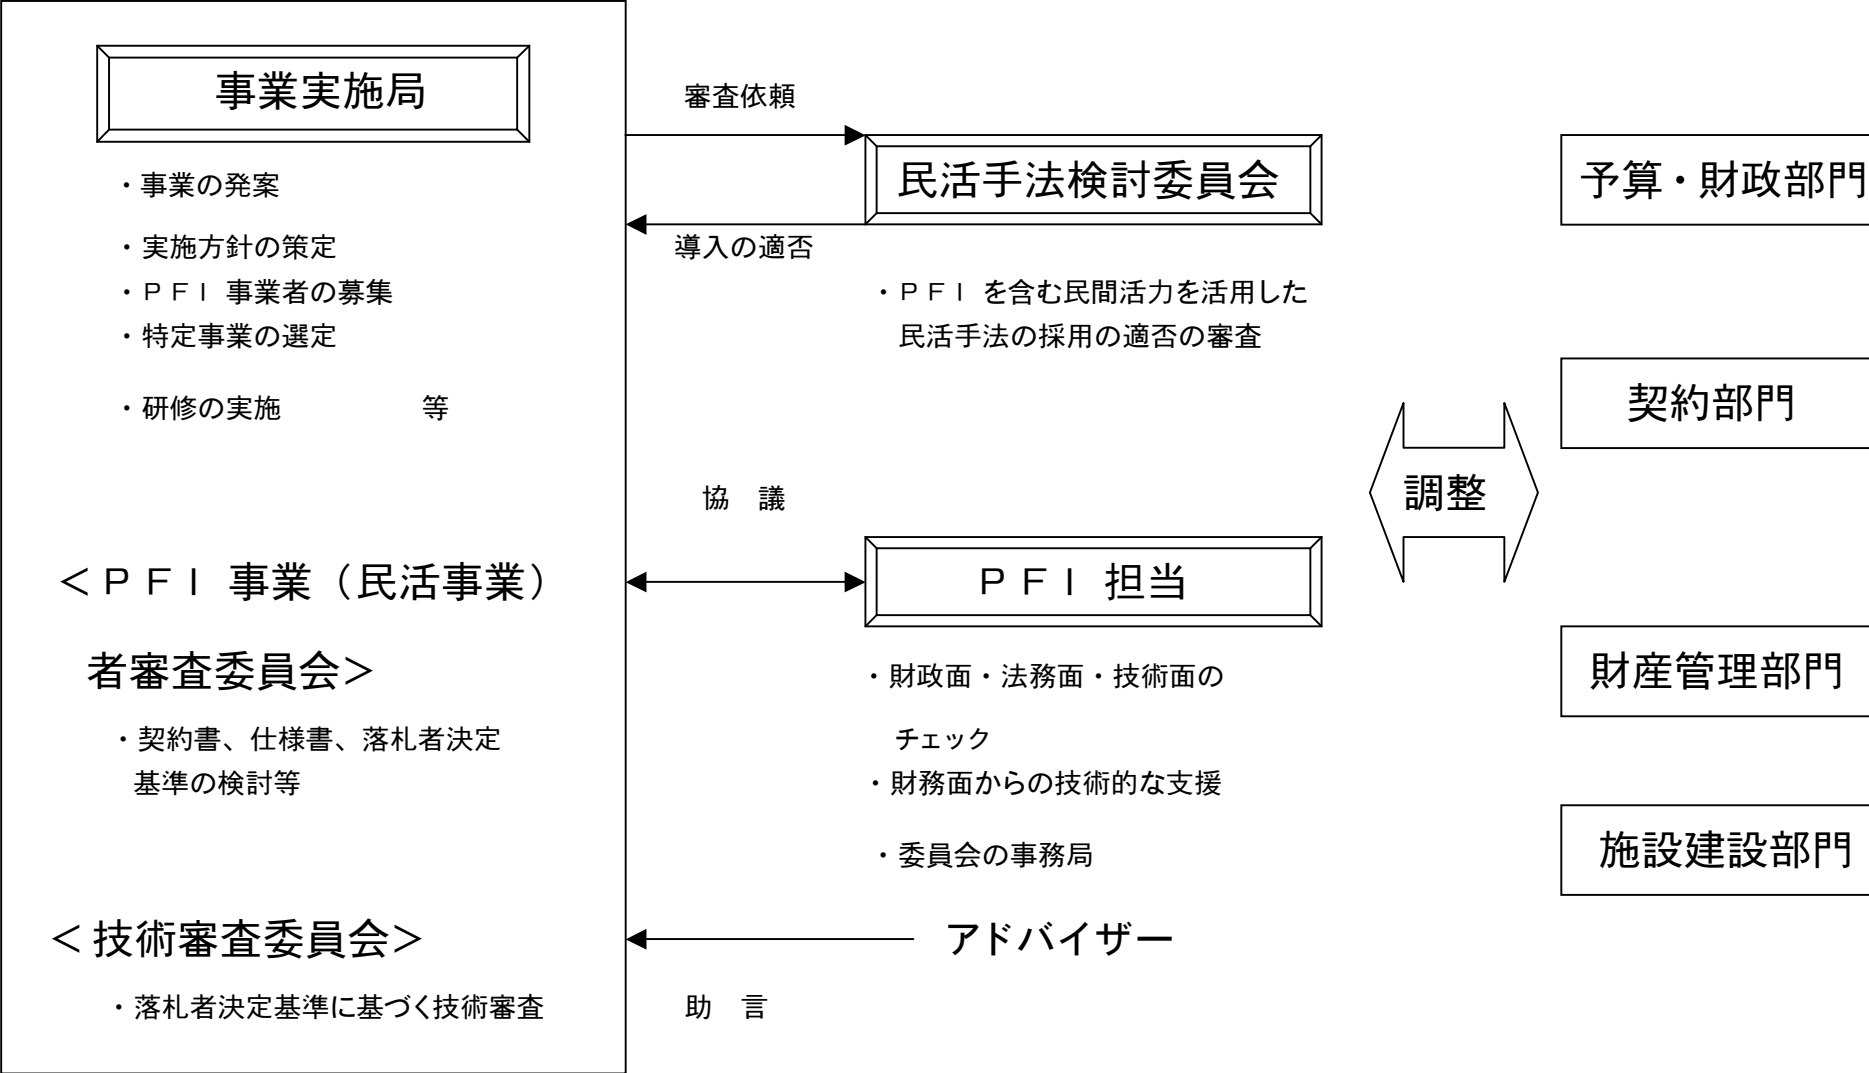 事業実施局
・事業の発案
・実施方針の策定
・ＰＦＩ 事業者の募集
・特定事業の選定
・研修の実施　　　　　等
＜ＰＦＩ 事業（民活事業）
者審査委員会＞
・契約書、仕様書、落札者決定
基準の検討等
＜技術審査委員会＞
・落札者決定基準に基づく技術審査
審査依頼
導入の適否
協　議
助　言
民活手法検討委員会
・ＰＦＩ を含む民間活力を活用した
民活手法の採用の適否の審査
ＰＦＩ 担当
・財政面・法務面・技術面の
チェック
・財務面からの技術的な支援
・委員会の事務局
アドバイザー
調整
予算・財政部門
契約部門
財産管理部門
施設建設部門